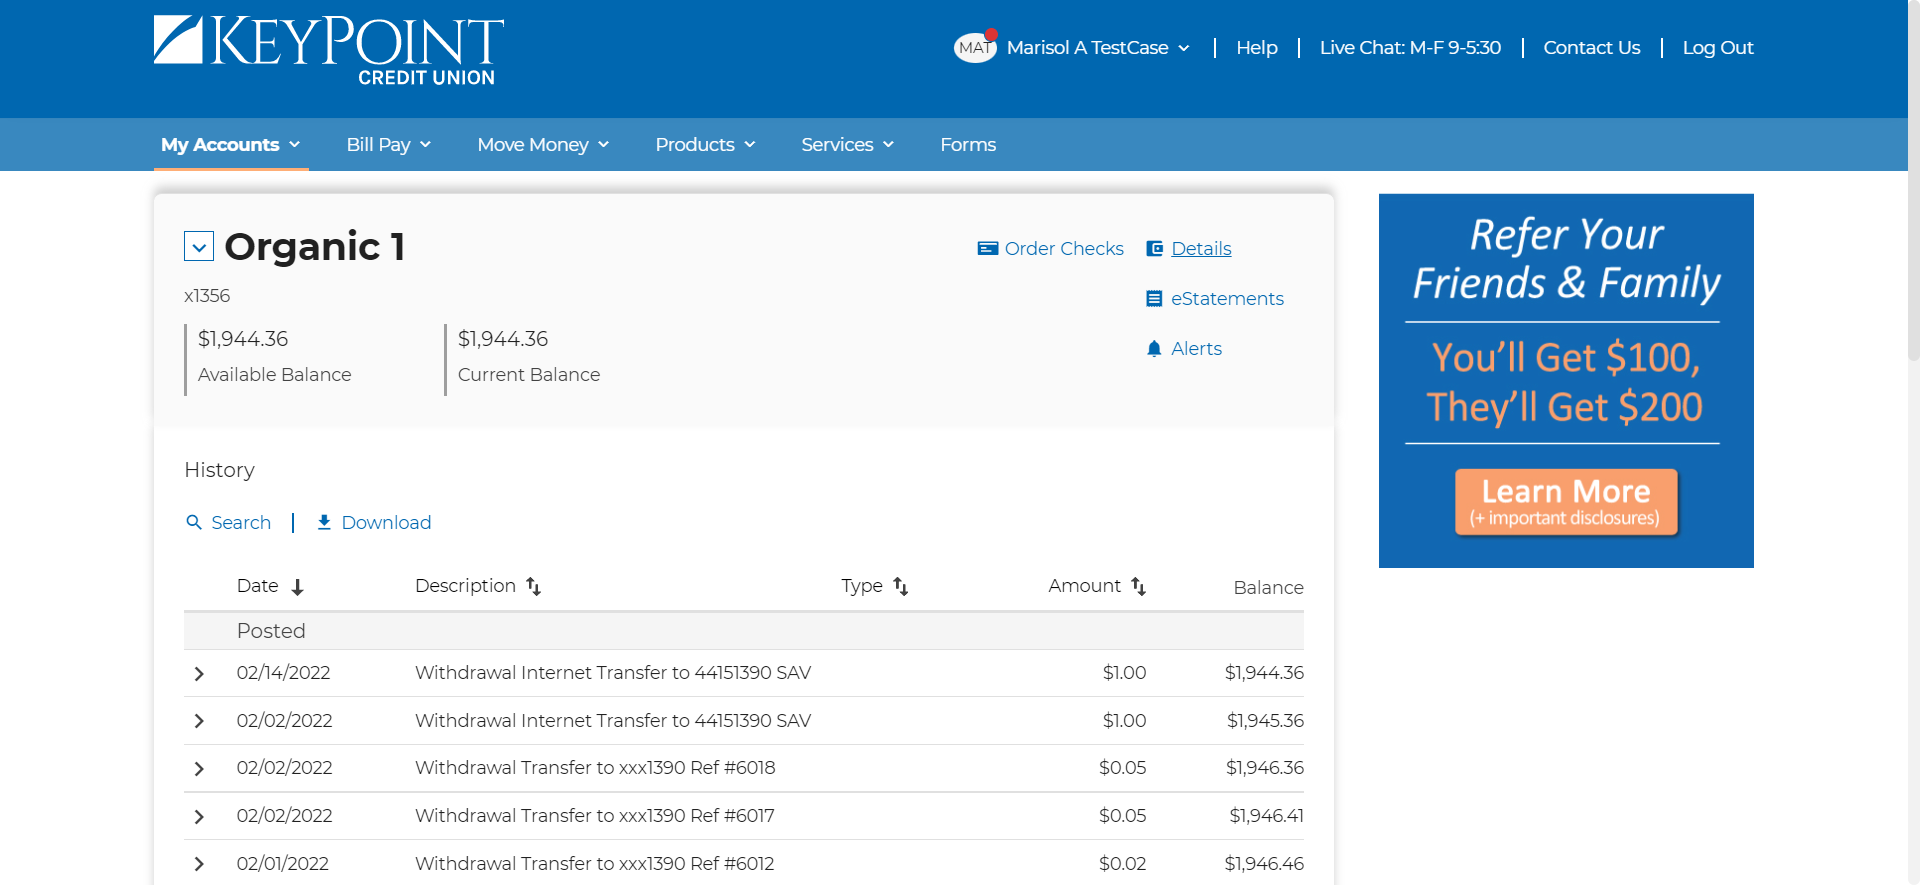 KEYPOINT
CREDIT UNION
MAT Marisol A TestCase Help Live Chat: M-F 9-5:30 Contact Us Log Out
My Accounts Bill Pay Move Money Products Services Forms
Organic 1
Order Checks Details
x1356
eStatements
$1,944.36 $1,944.36
Alerts
Available Balance Current Balance
History
Search Download
Date Description Type Amount Balance
Posted
02/14/2022 Withdrawal Internet Transfer to 44151390 SAV $1.00 $1,944.36
02/02/2022 Withdrawal Internet Transfer to 44151390 SAV $1.00 $1,945.36
02/02/2022 Withdrawal Transfer to xxx1390 Ref #6018 $0.05 $1,946.36
02/02/2022 Withdrawal Transfer to xxx1390 Ref #6017 $0.05 $1,946.41
02/01/2022 Withdrawal Transfer to xxx1390 Ref #6012 $0.02 $1,946.46
Refer Your
Friends & Family
You'll Get $100,
They'll Get $200
Learn More
(+ important disclosures)